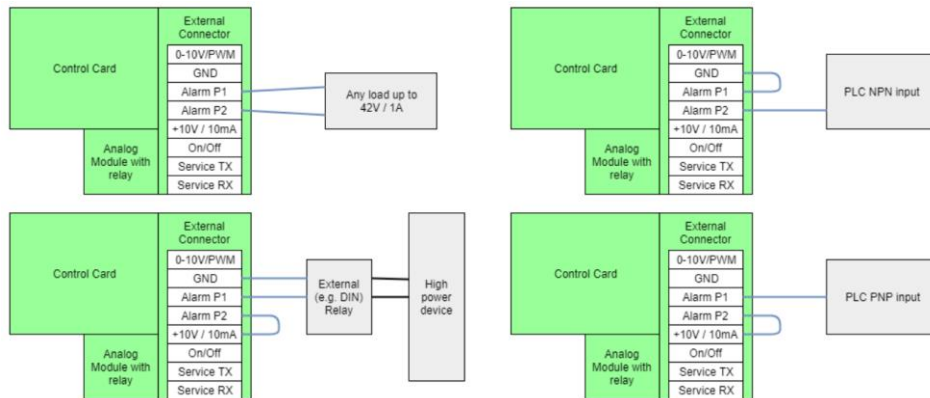 External
Connector
0-10V/PWM
Control Card
GND
Alarm P1
Any load up to
42V / 1A
Alarm P2
+10V / 10mA
Analog
Module with
relay
On/Off
Service TX
Service RX
External
Connector
0-10V/PWM
Control Card
GND
Alarm P1
PLC NPN input
Alarm P2
+10V / 10mA
Analog
Module with
relay
On/Off
Service TX
Service RX
External
Connector
0-10V/PWM
Control Card
GND
Alarm P1
External
(e.g. DIN)
Relay
High
power
device
Alarm P2
+10V / 10mA
Analog
Module with
relay
On/Off
Service TX
Service RX
External
Connector
0-10V/PWM
Control Card
GND
Alarm P1
PLC PNP input
Alarm P2
+10V / 10mA
Analog
Module with
relay
On/Off
Service TX
Service RX